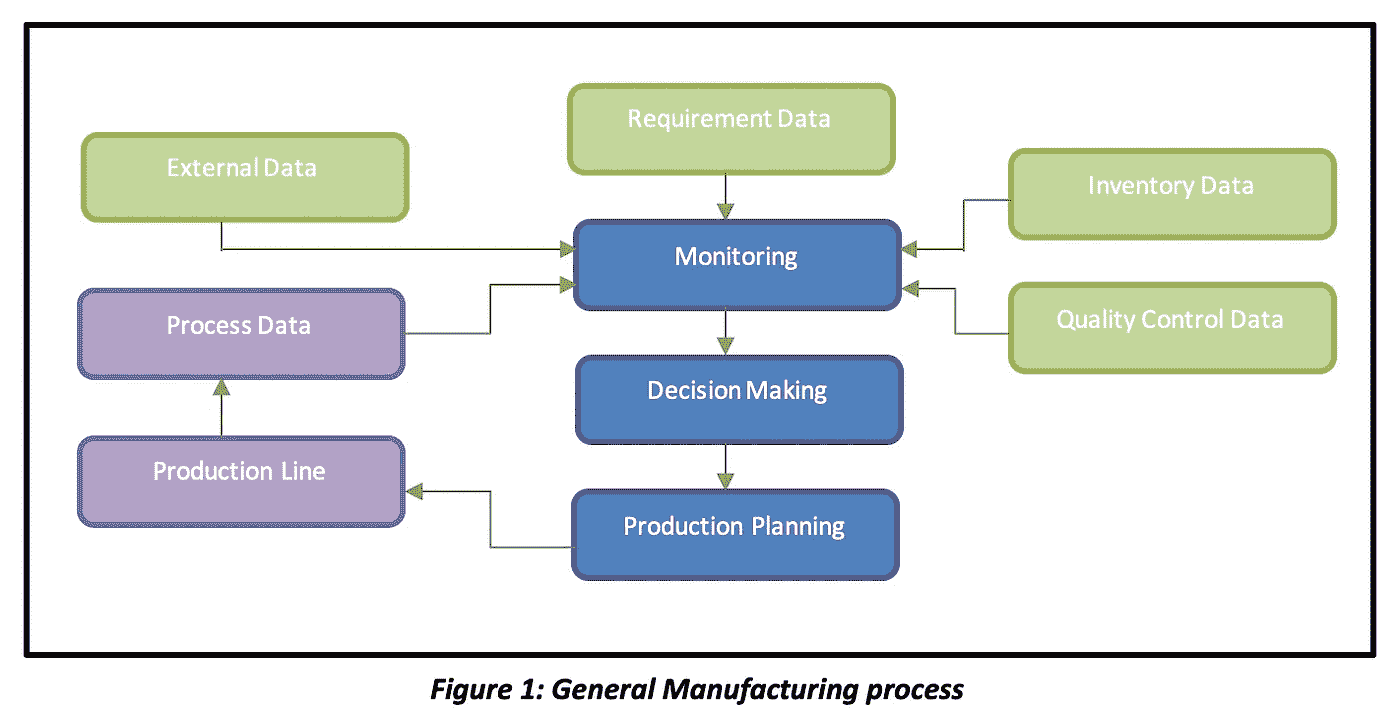 Requirement Data
External Data
Inventory Data
Monitoring
Process Data
Quality Control Data
Decision Making
Production Line
Production Planning
Figure 1: General Manufacturing process